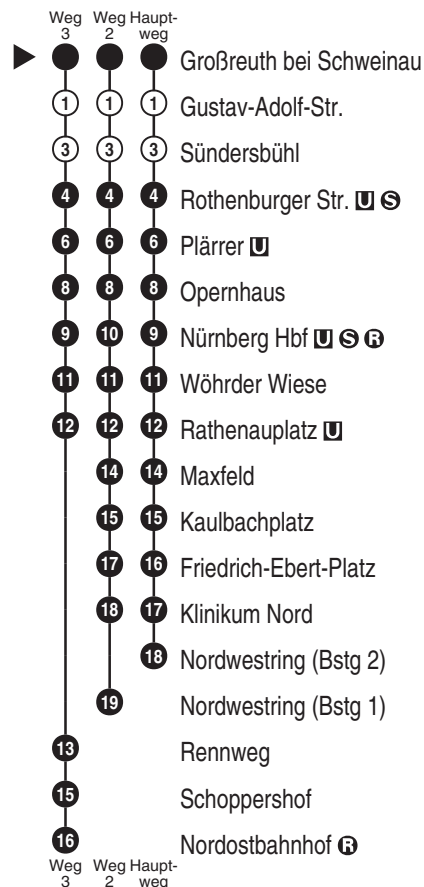 Weg Weg Haupt-
3 2 weg
Großreuth bei Schweinau
1 1 1 Gustav-Adolf-Str.
3 3 3 Sündersbühl
4 4 4 Rothenburger Str. U S
6 6 6 Plärrer U
8 8 8 Opernhaus
9 10 9 Nürnberg Hbf U S R
11 11 11 Wöhrder Wiese
12 12 12 Rathenauplatz U
14 14 Maxfeld
15 15 Kaulbachplatz
17 16 Friedrich-Ebert-Platz
18 17 Klinikum Nord
18 Nordwestring (Bstg 2)
19 Nordwestring (Bstg 1)
13 Rennweg
15 Schoppershof
16 Nordostbahnhof R
Weg Weg Haupt-
3 2 weg